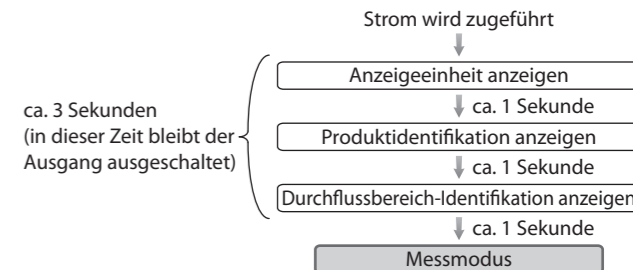 Strom wird zugeführt
Anzeigeeinheit anzeigen
ca. 1 Sekunde
ca. 3 Sekunden
(in dieser Zeit bleibt der
Ausgang ausgeschaltet)
Produktidentifikation anzeigen
ca. 1 Sekunde
Durchflussbereich-Identifikation anzeigen
ca. 1 Sekunde
Messmodus